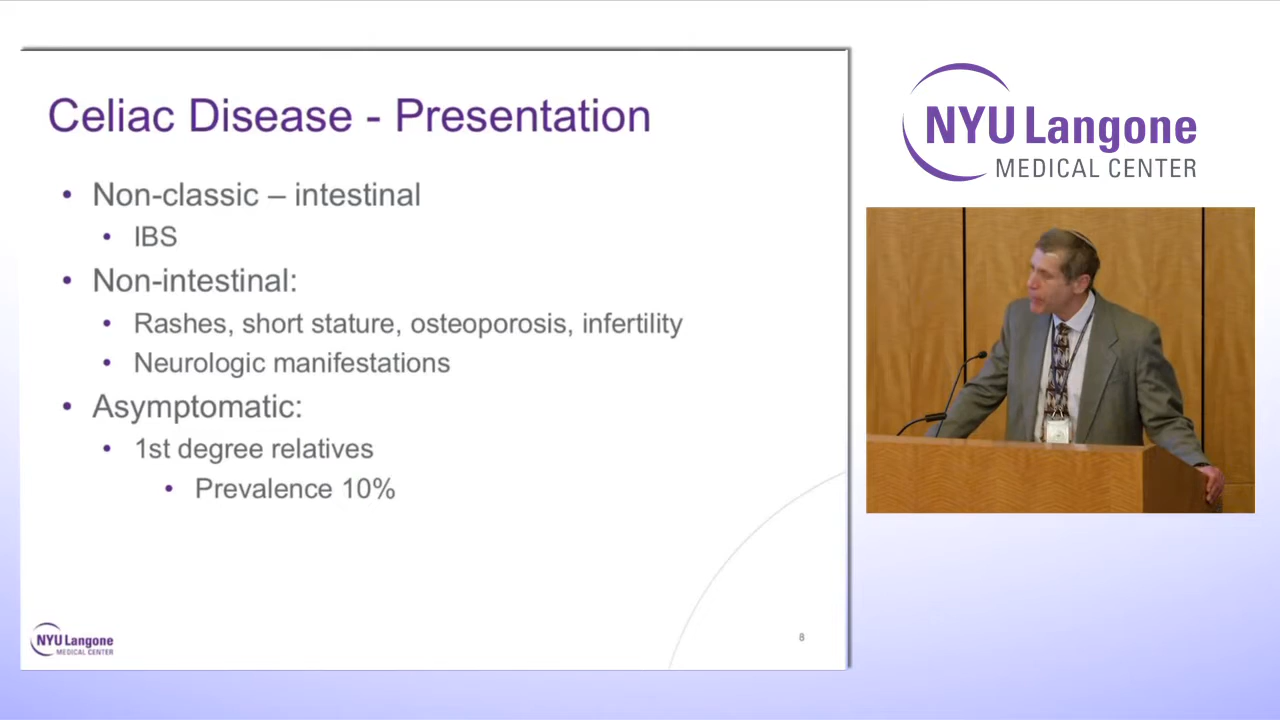 Celiac Disease - Presentation
• Non-classic – intestinal
• IBS
• Non-intestinal:
• Rashes, short stature, osteoporosis, infertility
• Neurologic manifestations
• Asymptomatic:
• 1st degree relatives
• Prevalence 10%
NYU Langone
MEDICAL CENTER
8
NYU Langone
MEDICAL CENTER